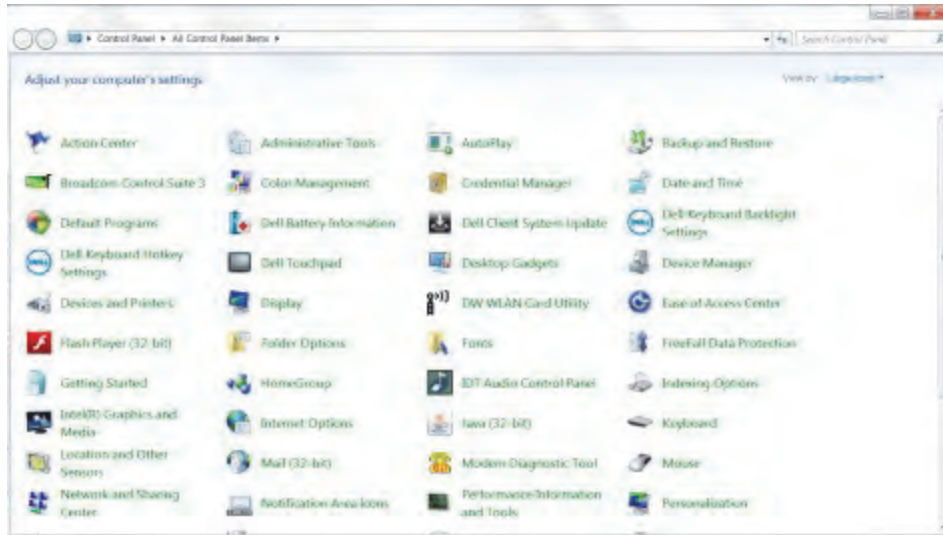 Control Panel ▸ All Control Panel Items ▸
Search Control Panel
Adjust your computer's settings
View by: Large icons
Action Center
Administrative Tools
AutoPlay
Backup and Restore
Broadcom Control Suite 3
Color Management
Credential Manager
Date and Time
Default Programs
Dell Battery Information
Dell Client System Update
Dell Keyboard Backlight
Settings
Dell Keyboard Hotkey
Settings
Dell Touchpad
Desktop Gadgets
Device Manager
Devices and Printers
Display
DW WLAN Card Utility
Ease of Access Center
Flash Player (32-bit)
Folder Options
Fonts
FreeFall Data Protection
Getting Started
HomeGroup
IDT Audio Control Panel
Indexing Options
Intel(R) Graphics and
Media
Internet Options
Java (32-bit)
Keyboard
Location and Other
Sensors
Mail (32-bit)
Modem Diagnostic Tool
Mouse
Network and Sharing
Center
Notification Area Icons
Performance Information
and Tools
Personalization